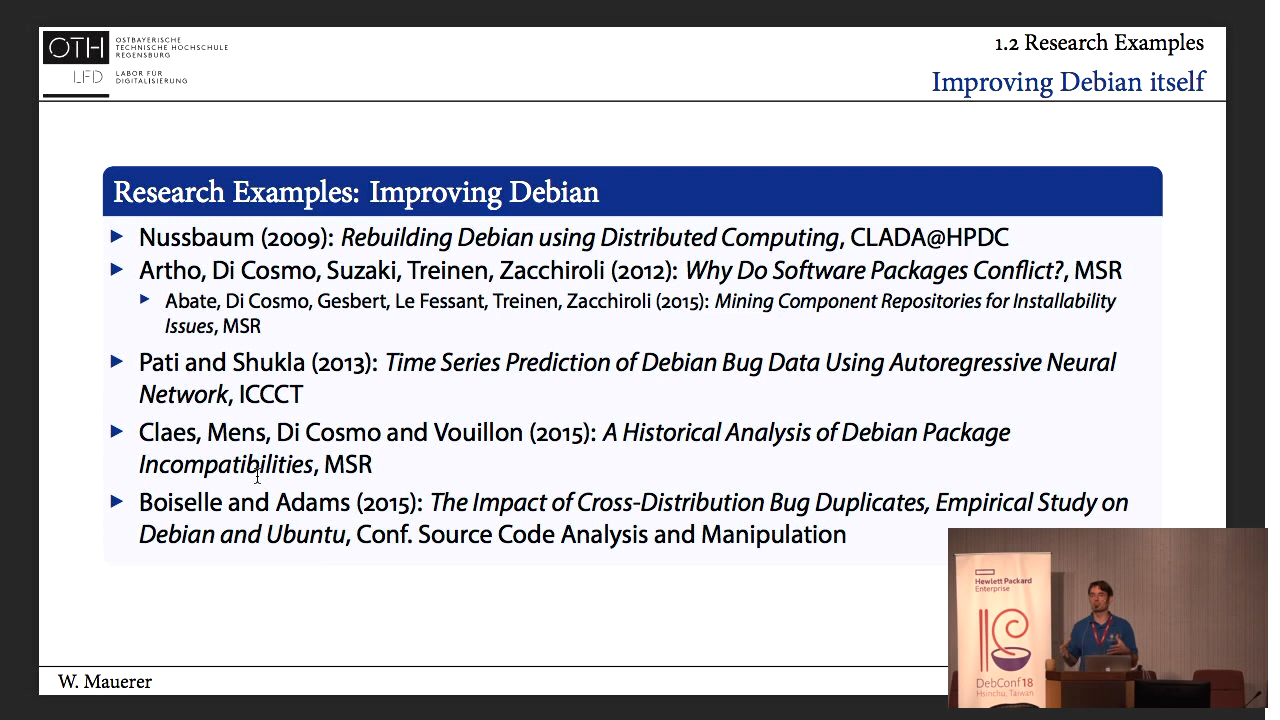 OTH
OSTBAYERISCHE
TECHNISCHE HOCHSCHULE
REGENSBURG
LFD
LABOR FÜR
DIGITALISIERUNG
1.2 Research Examples
Improving Debian itself
Research Examples: Improving Debian
Nussbaum (2009): Rebuilding Debian using Distributed Computing, CLADA@HPDC
Artho, Di Cosmo, Suzaki, Treinen, Zacchiroli (2012): Why Do Software Packages Conflict?, MSR
Abate, Di Cosmo, Gesbert, Le Fessant, Treinen, Zacchiroli (2015): Mining Component Repositories for Installability
Issues, MSR
Pati and Shukla (2013): Time Series Prediction of Debian Bug Data Using Autoregressive Neural
Network, ICCCT
Claes, Mens, Di Cosmo and Vouillon (2015): A Historical Analysis of Debian Package
Incompatibilities, MSR
Boiselle and Adams (2015): The Impact of Cross-Distribution Bug Duplicates, Empirical Study on
Debian and Ubuntu, Conf. Source Code Analysis and Manipulation
W. Mauerer
Hewlett Packard
Enterprise
DebConf18
Hsinchu, Taiwan